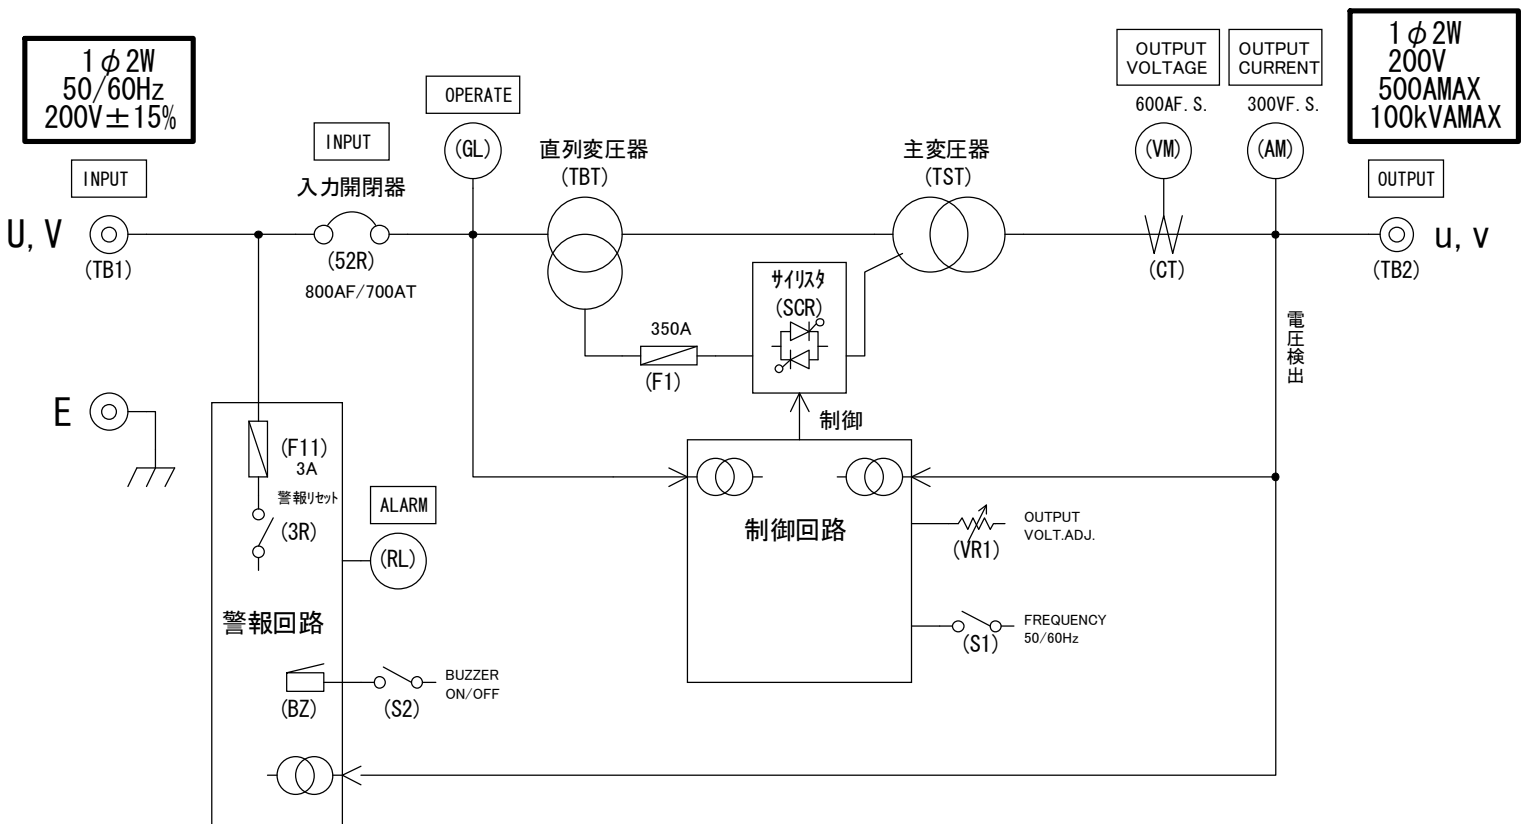 1φ2W
50/60Hz
200V±15%
INPUT
U, V
(TB1)
INPUT
入力開閉器
(52R)
800AF/700AT
OPERATE
(GL)
直列変圧器
(TBT)
主変圧器
(TST)
OUTPUT
VOLTAGE
600AF. S.
(VM)
OUTPUT
CURRENT
300VF. S.
(AM)
1φ2W
200V
500AMAX
100kVAMAX
OUTPUT
u, v
(TB2)
(CT)
電圧検出
サイリスタ
(SCR)
350A
(F1)
制御
E
(F11)
3A
警報リセット
(3R)
ALARM
(RL)
警報回路
(BZ)
(S2)
BUZZER
ON/OFF
制御回路
(VR1)
OUTPUT
VOLT.ADJ.
(S1)
FREQUENCY
50/60Hz